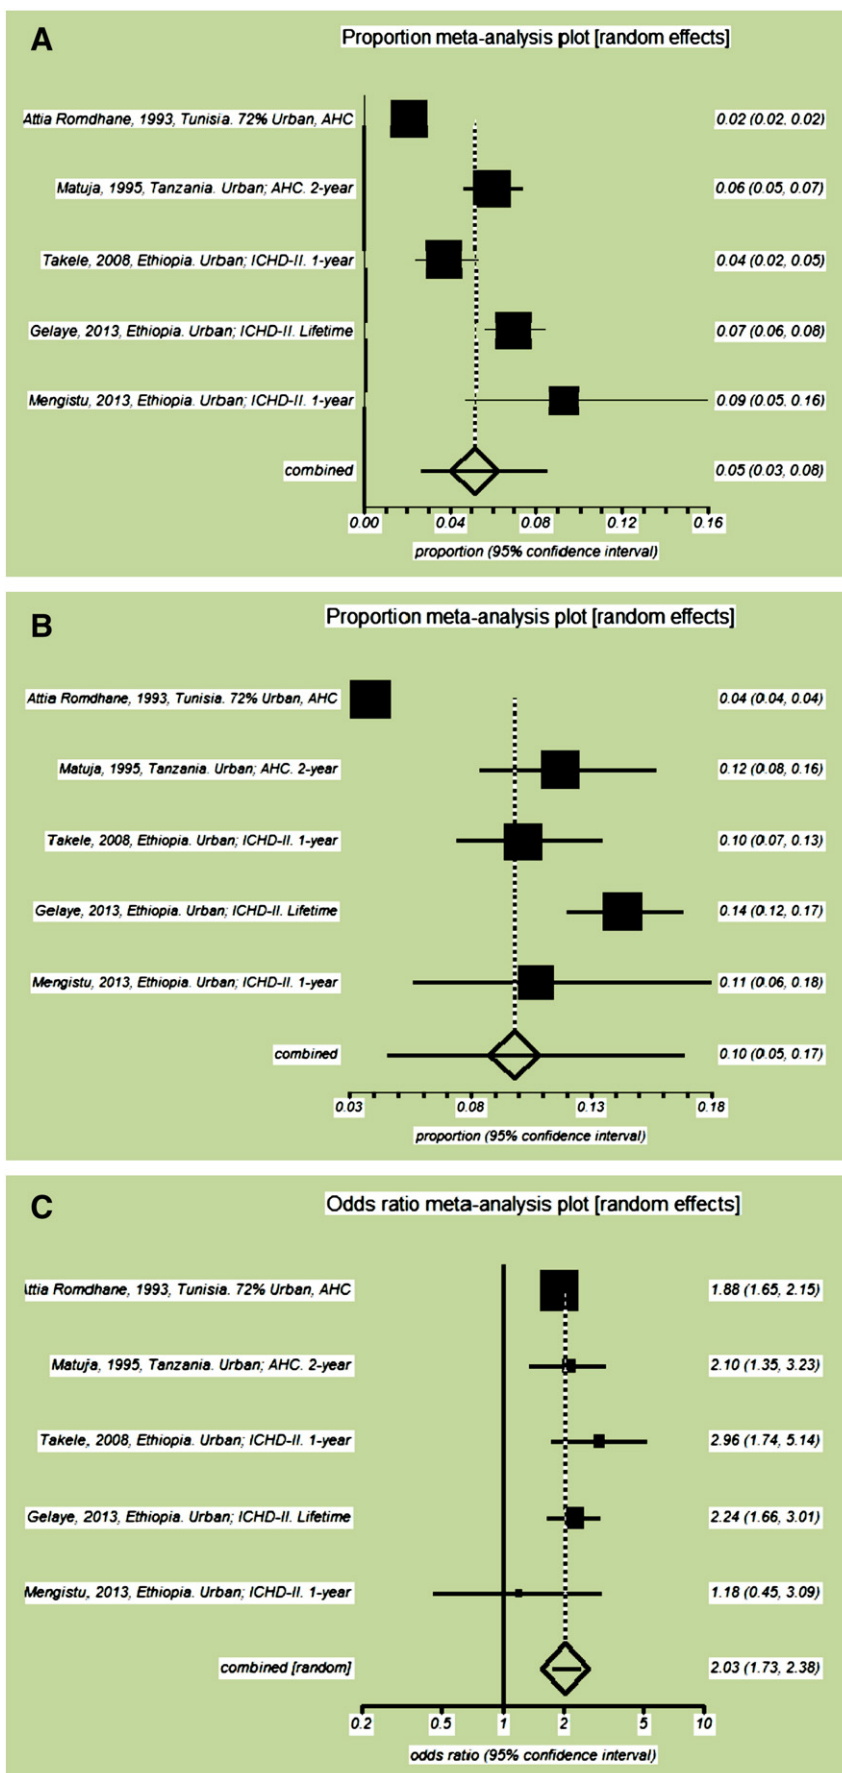 A
Proportion meta-analysis plot [random effects]
Attia Romdhane, 1993, Tunisia. 72% Urban, AHC 0.02 (0.02, 0.02)
Matuja, 1995, Tanzania. Urban; AHC. 2-year 0.06 (0.05, 0.07)
Takele, 2008, Ethiopia. Urban; ICHD-II. 1-year 0.04 (0.02, 0.05)
Gelaye, 2013, Ethiopia. Urban; ICHD-II. Lifetime 0.07 (0.06, 0.08)
Mengistu, 2013, Ethiopia. Urban; ICHD-II. 1-year 0.09 (0.05, 0.16)
combined 0.05 (0.03, 0.08)
0.00 0.04 0.08 0.12 0.16
proportion (95% confidence interval)
B
Proportion meta-analysis plot [random effects]
Attia Romdhane, 1993, Tunisia. 72% Urban, AHC 0.04 (0.04, 0.04)
Matuja, 1995, Tanzania. Urban; AHC. 2-year 0.12 (0.08, 0.16)
Takele, 2008, Ethiopia. Urban; ICHD-II. 1-year 0.10 (0.07, 0.13)
Gelaye, 2013, Ethiopia. Urban; ICHD-II. Lifetime 0.14 (0.12, 0.17)
Mengistu, 2013, Ethiopia. Urban; ICHD-II. 1-year 0.11 (0.06, 0.18)
combined 0.10 (0.05, 0.17)
0.03 0.08 0.13 0.18
proportion (95% confidence interval)
C
Odds ratio meta-analysis plot [random effects]
Attia Romdhane, 1993, Tunisia. 72% Urban, AHC 1.88 (1.65, 2.15)
Matuja, 1995, Tanzania. Urban; AHC. 2-year 2.10 (1.35, 3.23)
Takele, 2008, Ethiopia. Urban; ICHD-II. 1-year 2.96 (1.74, 5.14)
Gelaye, 2013, Ethiopia. Urban; ICHD-II. Lifetime 2.24 (1.66, 3.01)
Mengistu, 2013, Ethiopia. Urban; ICHD-II. 1-year 1.18 (0.45, 3.09)
combined [random] 2.03 (1.73, 2.38)
0.2 0.5 1 2 5 10
odds ratio (95% confidence interval)